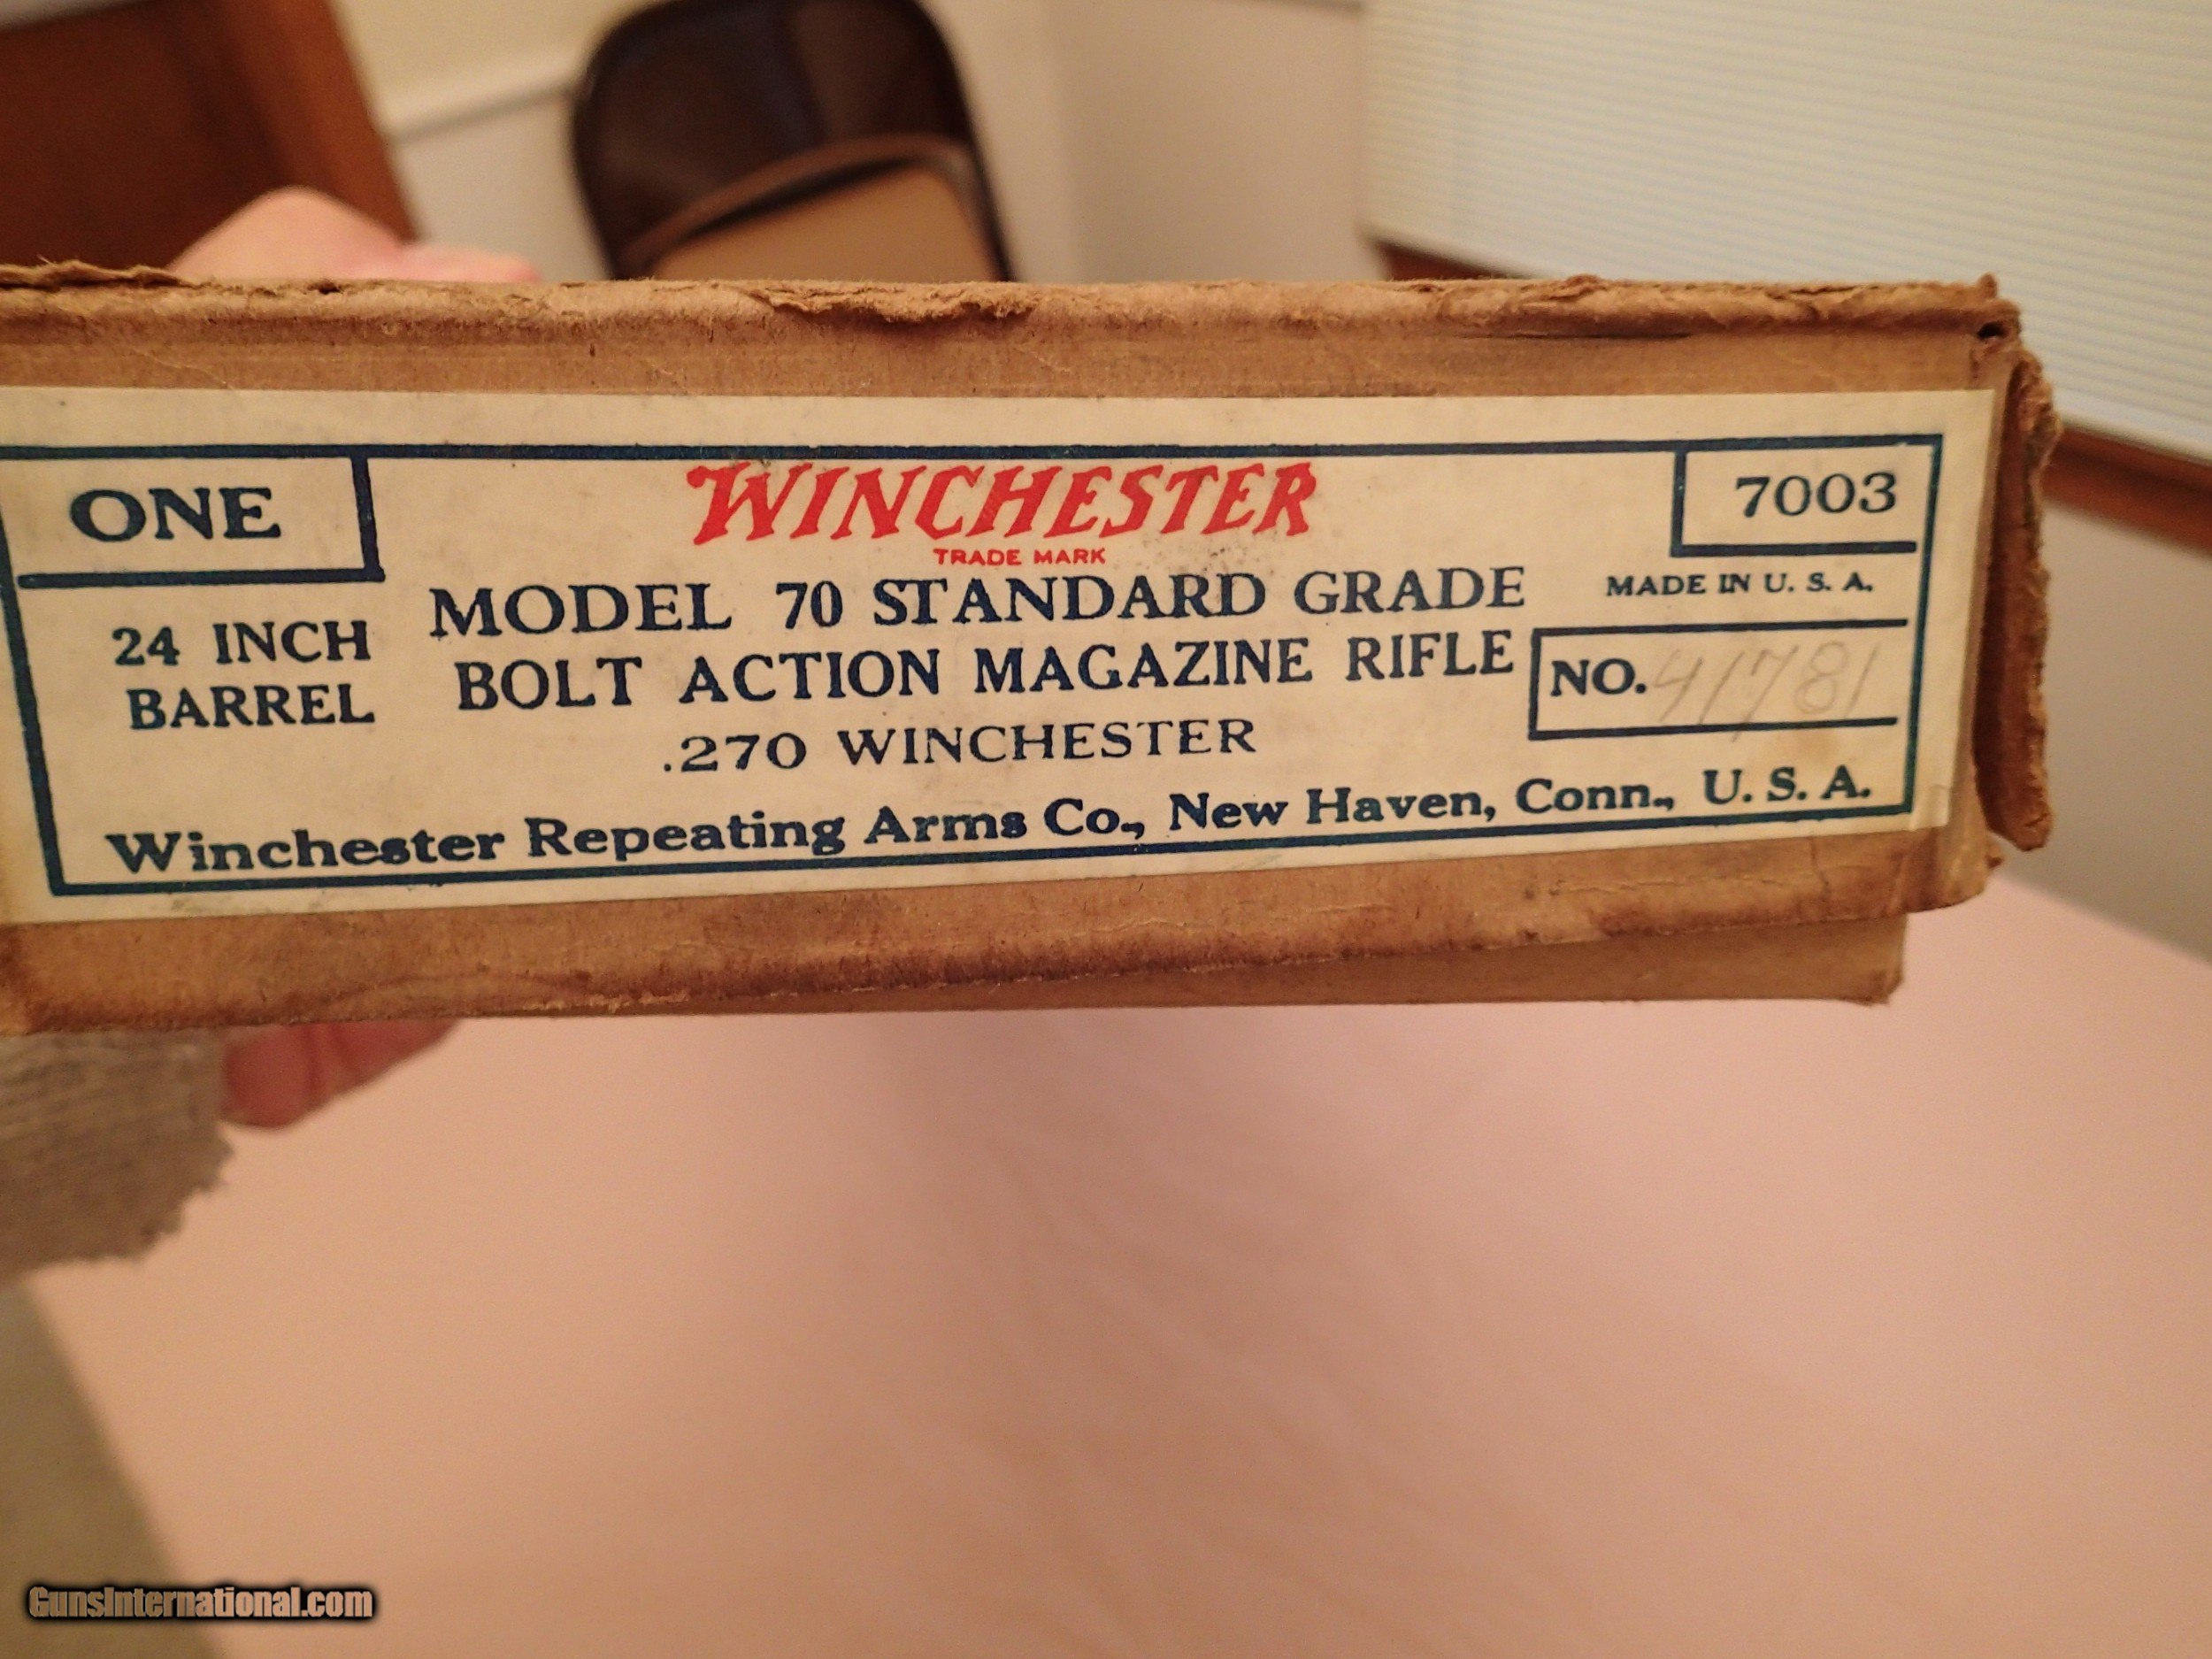 ONE
WINCHESTER
TRADE MARK
7003
MADE IN U. S. A.
24 INCH
BARREL
MODEL 70 STANDARD GRADE
BOLT ACTION MAGAZINE RIFLE
.270 WINCHESTER
NO. 41781
Winchester Repeating Arms Co., New Haven, Conn., U. S. A.
GunsInternational.com